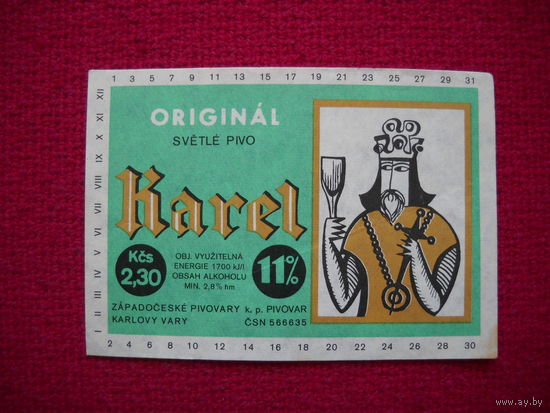 1 3 5 7 9 11 13 15 17 19 21 23 25 27 29 31
I II III IV V VI VII VIII IX X XI XII
ORIGINÁL
SVĚTLÉ PIVO
Karel
Kčs
2,30
OBJ. VYUŽITELNÁ
ENERGIE 1700 kJ/l
OBSAH ALKOHOLU
MIN. 2,8% hm
11%
ZÁPADOČESKÉ PIVOVARY k. p. PIVOVAR
KARLOVY VARY ČSN 566635
2 4 6 8 10 12 14 16 18 20 22 24 26 28 30
www.ay.by